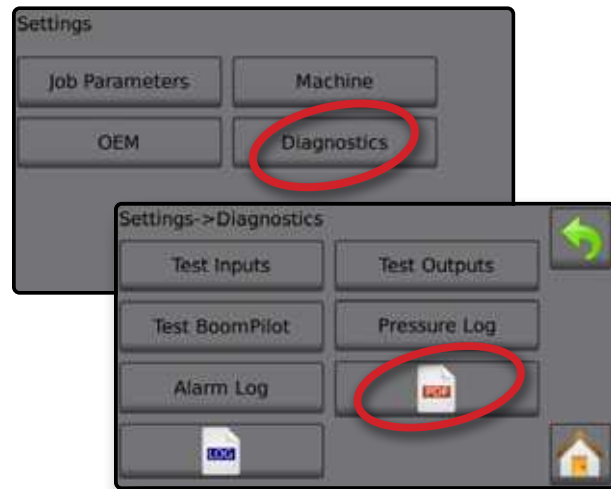 Settings
Job Parameters
Machine
OEM
Diagnostics
Settings->Diagnostics
Test Inputs
Test Outputs
Test BoomPilot
Pressure Log
Alarm Log
PDF
LOG